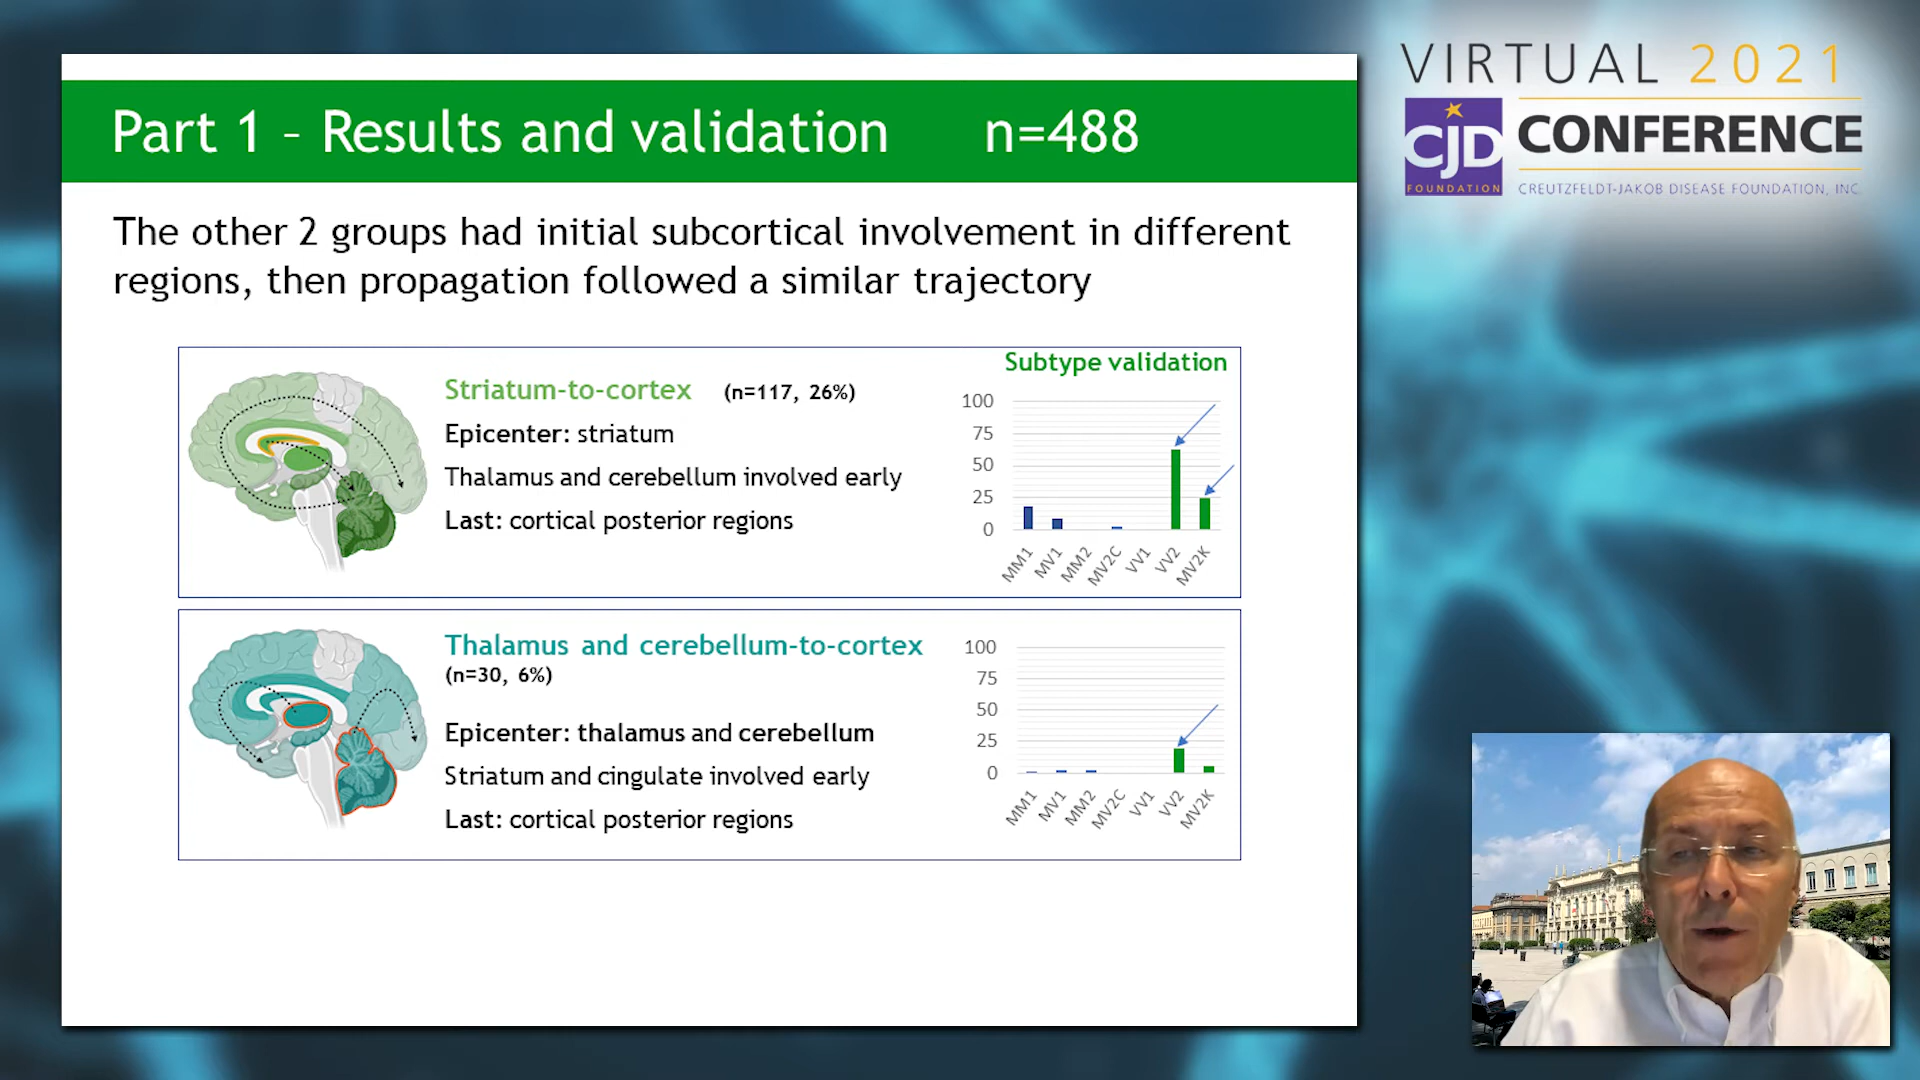 VIRTUAL 2021
CJD
FOUNDATION
CONFERENCE
CREUTZFELDT-JAKOB DISEASE FOUNDATION, INC.
Part 1 – Results and validation n=488
The other 2 groups had initial subcortical involvement in different
regions, then propagation followed a similar trajectory
Striatum-to-cortex (n=117, 26%)
Epicenter: striatum
Thalamus and cerebellum involved early
Last: cortical posterior regions
Subtype validation
100
75
50
25
0
MM1 MV1 MM2 MV2C VV1 VV2 MV2K
Thalamus and cerebellum-to-cortex
(n=30, 6%)
Epicenter: thalamus and cerebellum
Striatum and cingulate involved early
Last: cortical posterior regions
100
75
50
25
0
MM1 MV1 MM2 MV2C VV1 VV2 MV2K